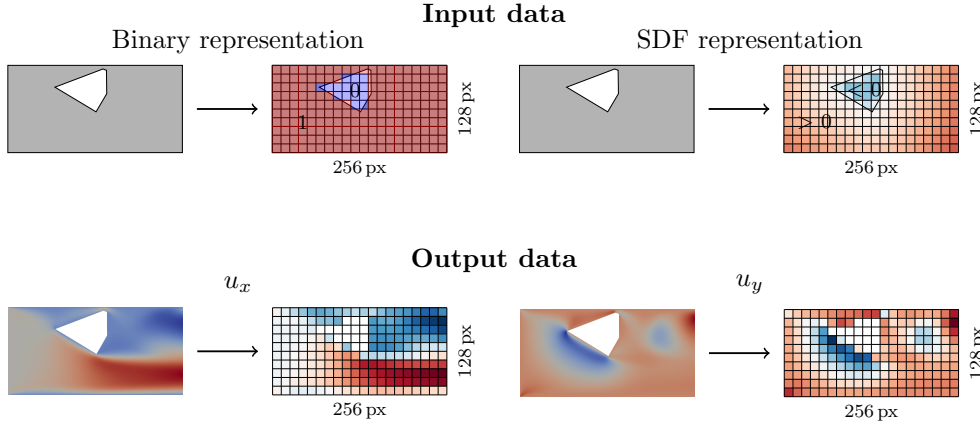 Input data
Binary representation
SDF representation
0
1
128 px
256 px
< 0
> 0
128 px
256 px
Output data
u_x
u_y
128 px
256 px
128 px
256 px